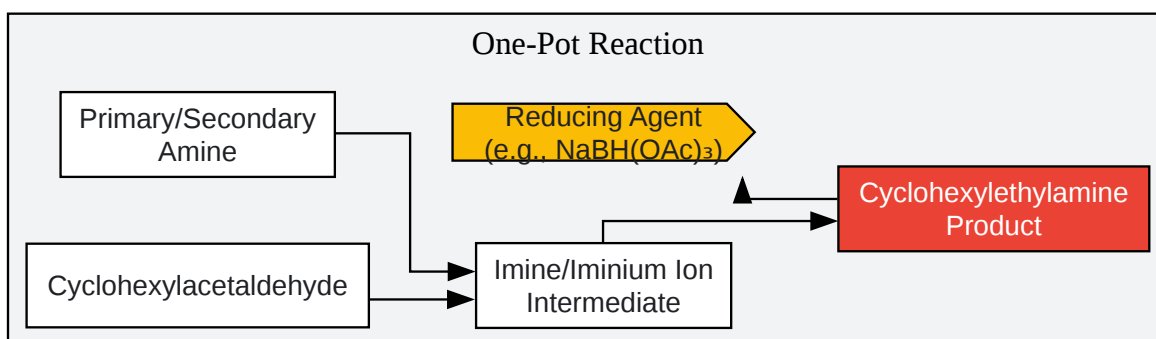 One-Pot Reaction
Primary/Secondary
Amine
Reducing Agent
(e.g., NaBH(OAc)₃)
Cyclohexylethylamine
Product
Cyclohexylacetaldehyde
Imine/Iminium Ion
Intermediate